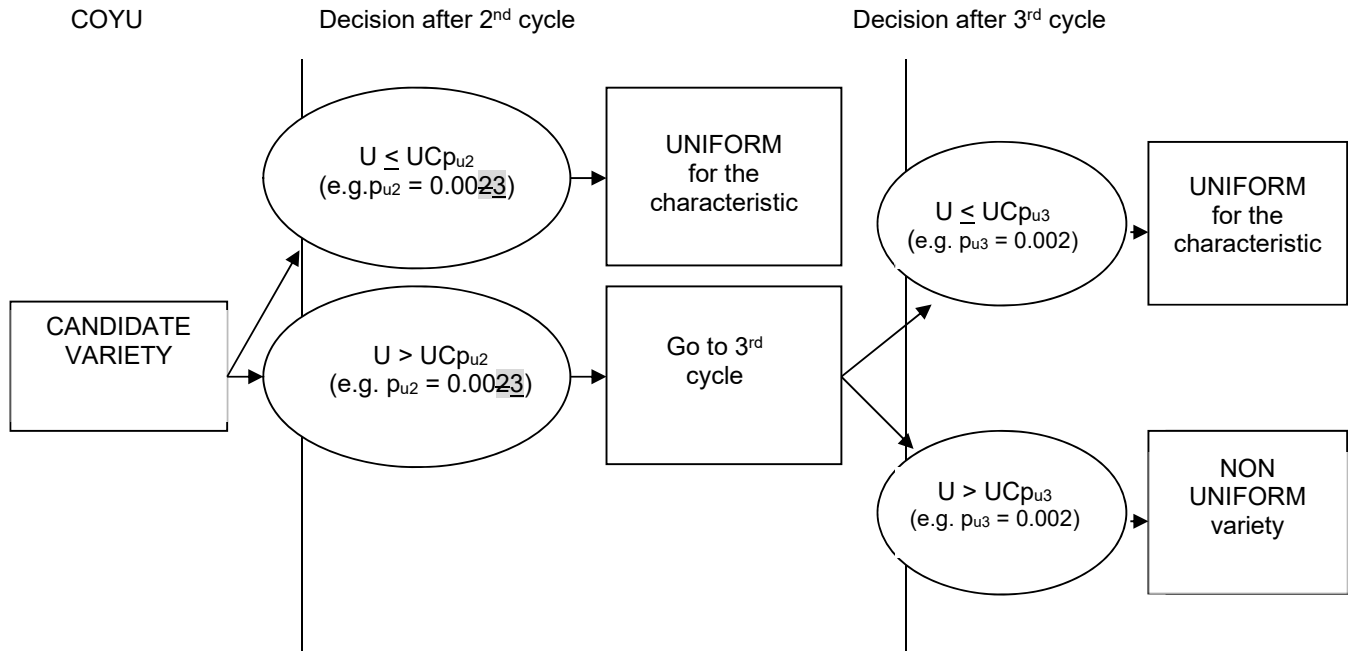 COYU
Decision after 2nd cycle
Decision after 3rd cycle
U ≤ UCpu2
(e.g.pu2 = 0.0023)
UNIFORM
for the
characteristic
U ≤ UCpu3
(e.g. pu3 = 0.002)
UNIFORM
for the
characteristic
CANDIDATE
VARIETY
U > UCpu2
(e.g. pu2 = 0.0023)
Go to 3rd
cycle
U > UCpu3
(e.g. pu3 = 0.002)
NON
UNIFORM
variety